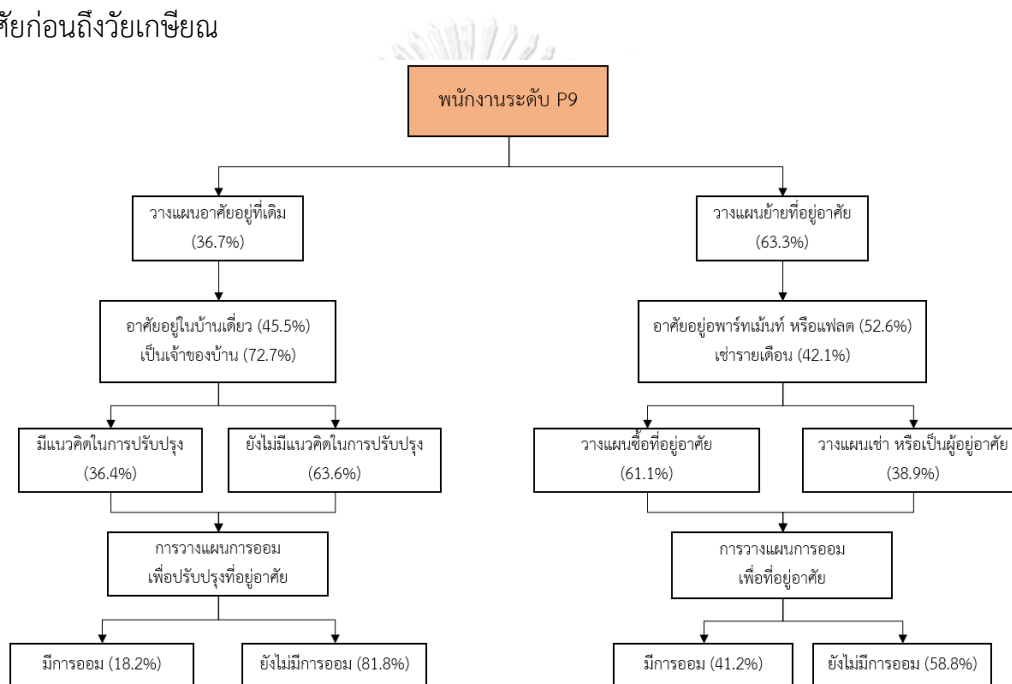 ศัยก่อนถึงวัยเกษียณ
พนักงานระดับ P9
วางแผนอาศัยอยู่ที่เดิม
(36.7%)
วางแผนย้ายที่อยู่อาศัย
(63.3%)
อาศัยอยู่ในบ้านเดี่ยว (45.5%)
เป็นเจ้าของบ้าน (72.7%)
อาศัยอยู่อพาร์ทเม้นท์ หรือแฟลต (52.6%)
เช่ารายเดือน (42.1%)
มีแนวคิดในการปรับปรุง
(36.4%)
ยังไม่มีแนวคิดในการปรับปรุง
(63.6%)
วางแผนซื้อที่อยู่อาศัย
(61.1%)
วางแผนเช่า หรือเป็นผู้อยู่อาศัย
(38.9%)
การวางแผนการออม
เพื่อปรับปรุงที่อยู่อาศัย
การวางแผนการออม
เพื่อที่อยู่อาศัย
มีการออม (18.2%)
ยังไม่มีการออม (81.8%)
มีการออม (41.2%)
ยังไม่มีการออม (58.8%)